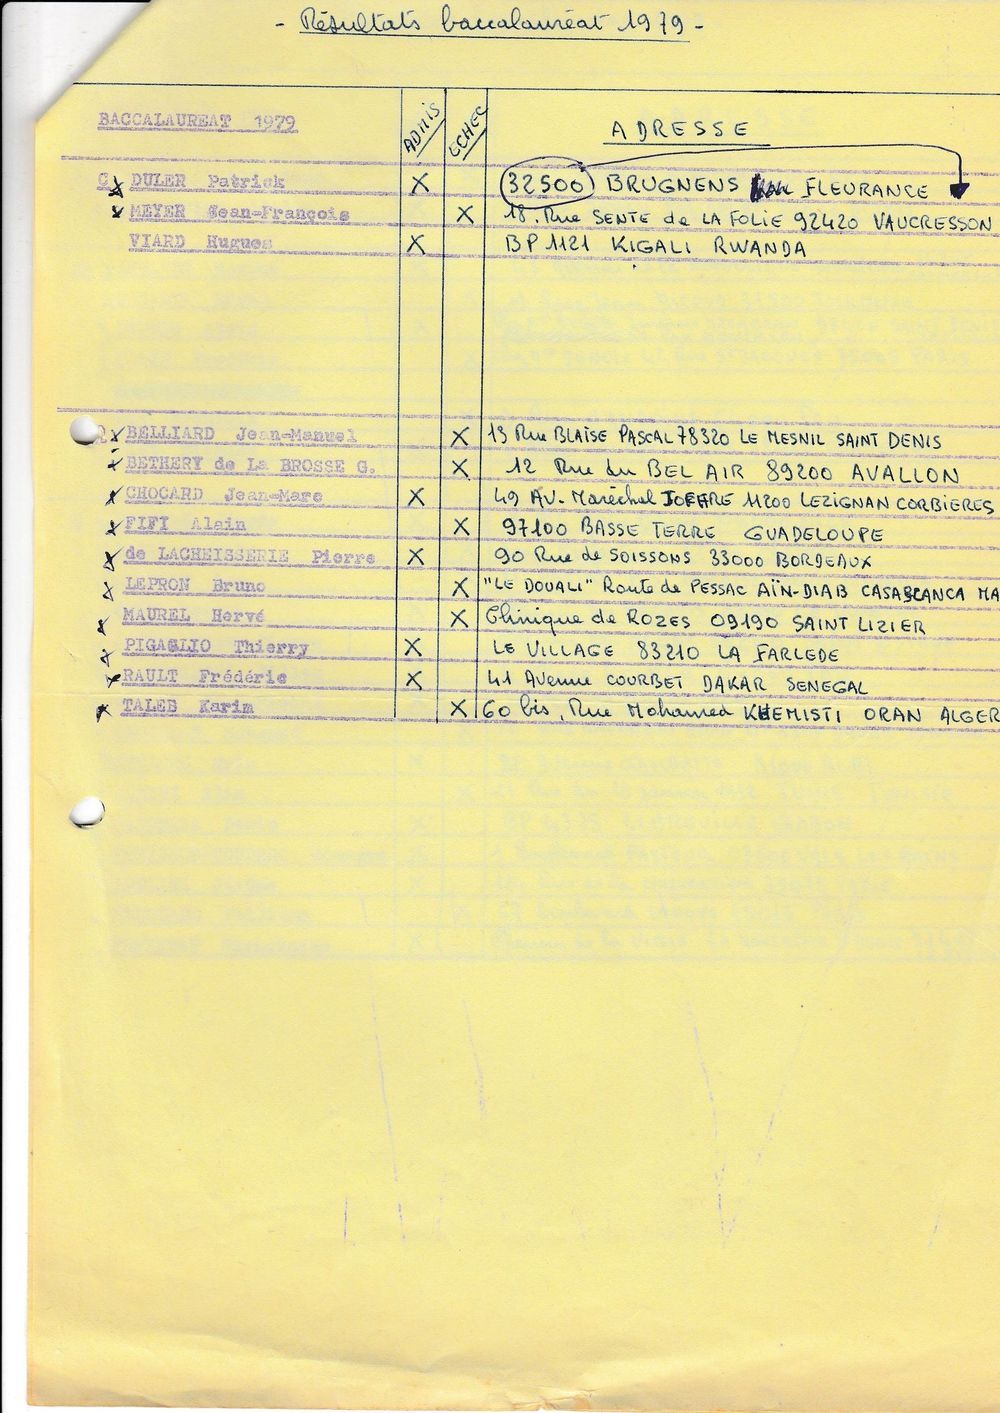 - Résultats baccalauréat 1979 -
BACCALAUREAT 1979 ADMIS ECHEC ADRESSE
C x DULER Patrick X 32500 BRUGNENS FLEURANCE
x MEYER Jean-François X 18. Rue SENTE de LA FOLIE 92420 VAUCRESSON
VIARD Hugues X BP 1121 KIGALI RWANDA
x BELLIARD Jean-Manuel X 13 Rue BLAISE PASCAL 78320 LE MESNIL SAINT DENIS
x BETHERY de La BROSSE G. X 12 Rue du BEL AIR 89200 AVALLON
x CHOCARD Jean-Marc X 49 AV. Maréchal JOFFRE 11200 LEZIGNAN CORBIERES
x FIFI Alain X 97100 BASSE TERRE GUADELOUPE
x de LACHEISSERIE Pierre X 90 Rue de SOISSONS 33000 BORDEAUX
x LEPRON Bruno X "LE DOUALI" Route de PESSAC AÏN-DIAB CASABLANCA MA
x MAUREL Hervé X Clinique de ROZES 09190 SAINT LIZIER
x PIGAGLIO Thierry X LE VILLAGE 83210 LA FARLEDE
x RAULT Frédéric X 41 Avenue COURBET DAKAR SENEGAL
x TALEB Karim X 60 bis, Rue Mohamed KHEMISTI ORAN ALGER